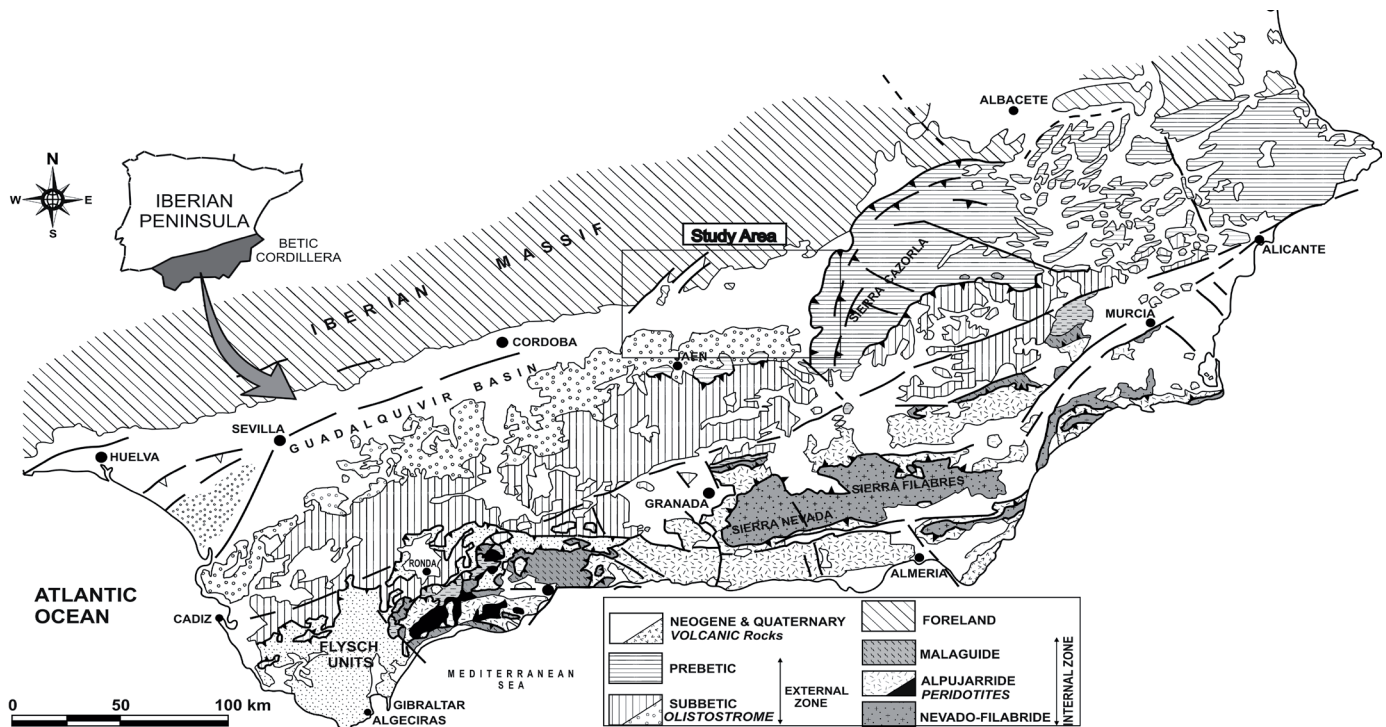 ALBACETE
N
W
E
S
IBERIAN
PENINSULA
BETIC
CORDILLERA
IBERIAN MASSIF
Study Area
SIERRA CAZORLA
ALICANTE
MURCIA
CORDOBA
JAEN
GUADALQUIVIR BASIN
SEVILLA
HUELVA
GRANADA
SIERRA FILABRES
SIERRA NEVADA
RONDA
ALMERIA
ATLANTIC
OCEAN
CADIZ
FLYSCH
UNITS
MEDITERRANEAN
SEA
GIBRALTAR
ALGECIRAS
0 50 100 km
NEOGENE & QUATERNARY
VOLCANIC Rocks
PREBETIC
SUBBETIC
OLISTOSTROME
EXTERNAL
ZONE
FORELAND
MALAGUIDE
ALPUJARRIDE
PERIDOTITES
NEVADO-FILABRIDE
INTERNAL ZONE